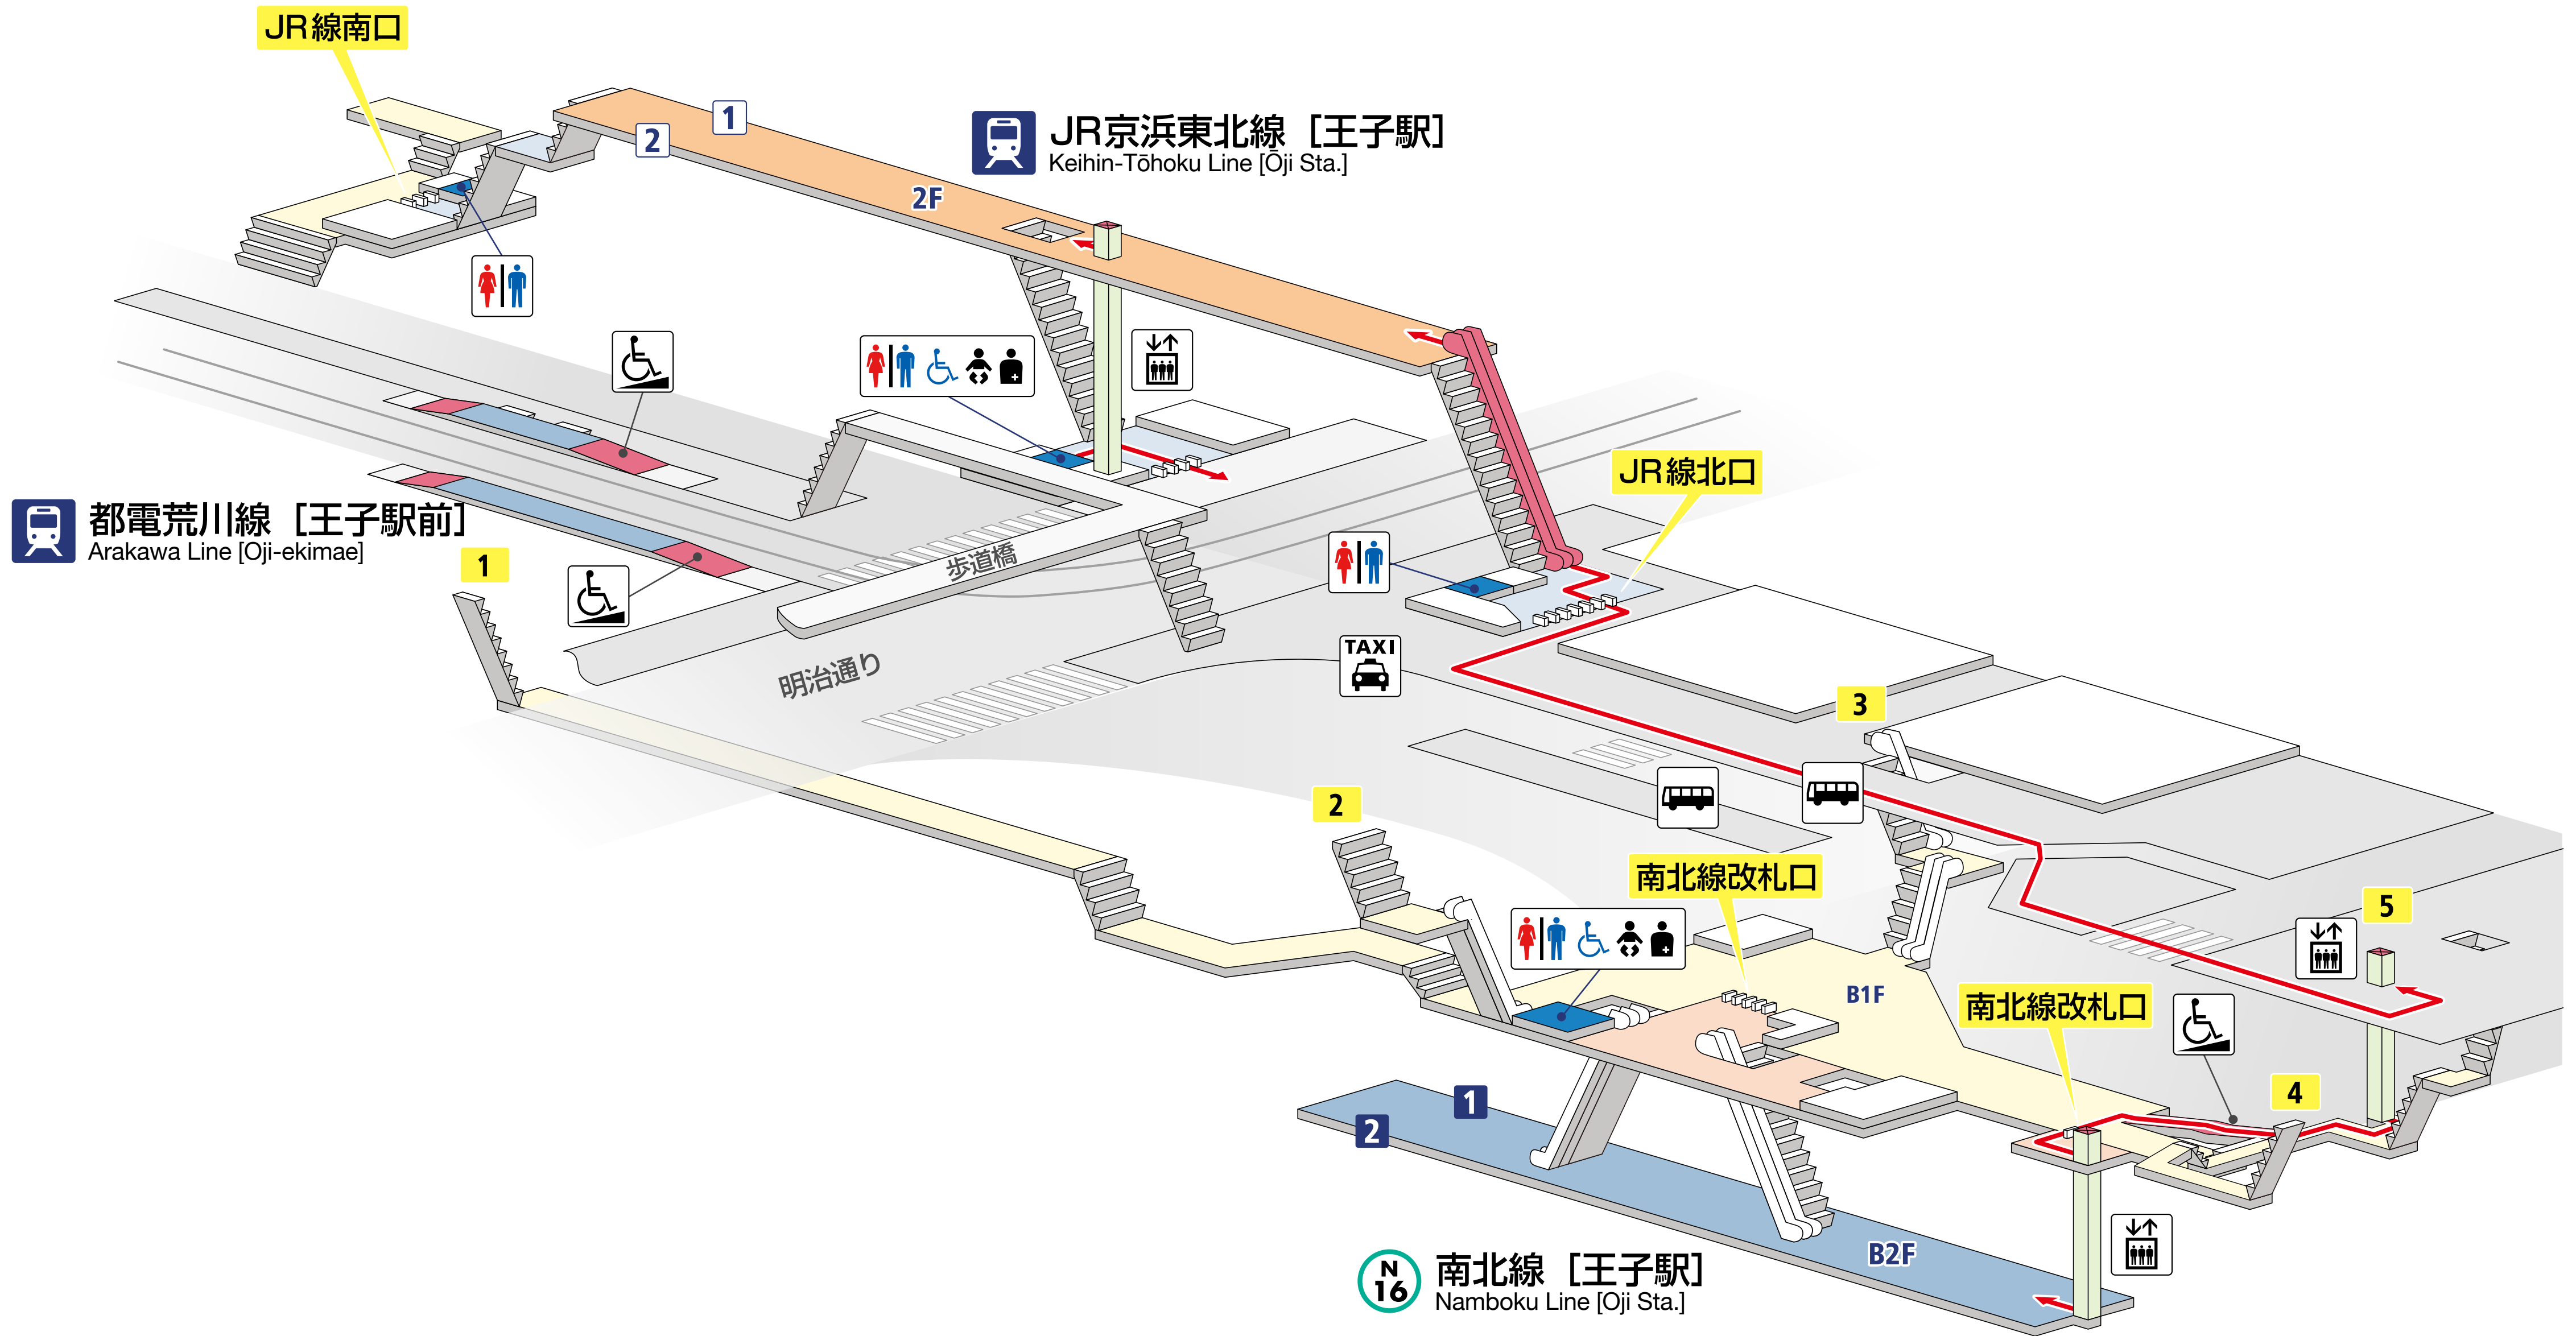 JR線南口
1
2
JR京浜東北線［王子駅］
Keihin-Tōhoku Line [Ōji Sta.]
2F
都電荒川線［王子駅前］
Arakawa Line [Oji-ekimae]
1
歩道橋
明治通り
JR線北口
TAXI
3
2
南北線改札口
5
B1F
南北線改札口
4
1
2
B2F
N
16
南北線［王子駅］
Namboku Line [Oji Sta.]